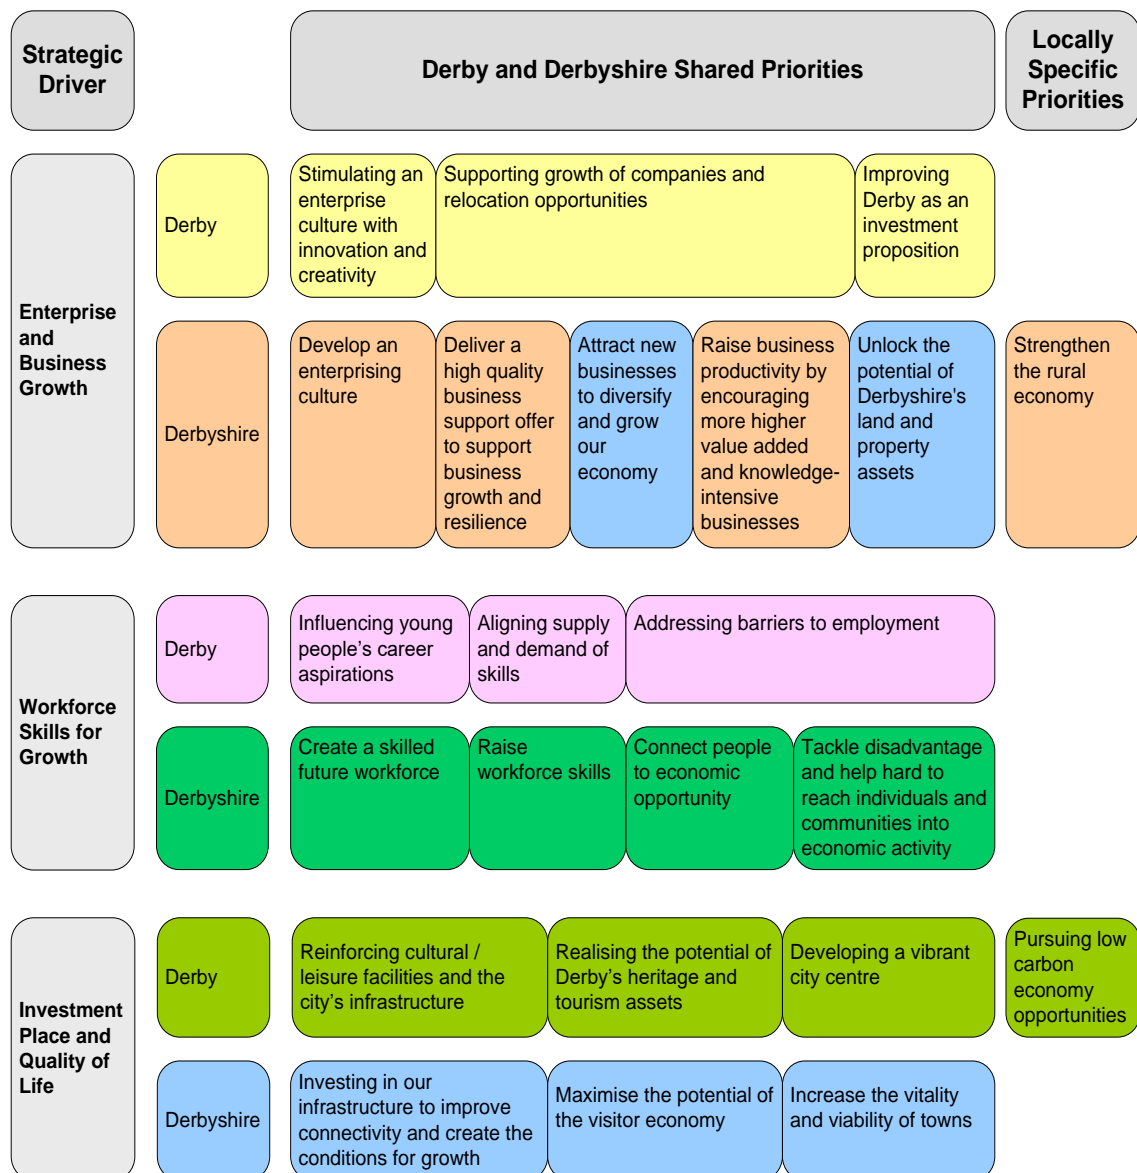 Strategic
Driver
Derby and Derbyshire Shared Priorities
Locally
Specific
Priorities
Enterprise
and
Business
Growth
Derby
Stimulating an
enterprise
culture with
innovation and
creativity
Supporting growth of companies and
relocation opportunities
Improving
Derby as an
investment
proposition
Derbyshire
Develop an
enterprising
culture
Deliver a
high quality
business
support offer
to support
business
growth and
resilience
Attract new
businesses
to diversify
and grow
our
economy
Raise business
productivity by
encouraging
more higher
value added
and knowledge-
intensive
businesses
Unlock the
potential of
Derbyshire's
land and
property
assets
Strengthen
the rural
economy
Workforce
Skills for
Growth
Derby
Influencing young
people’s career
aspirations
Aligning supply
and demand of
skills
Addressing barriers to employment
Derbyshire
Create a skilled
future workforce
Raise
workforce skills
Connect people
to economic
opportunity
Tackle disadvantage
and help hard to
reach individuals and
communities into
economic activity
Investment
Place and
Quality of
Life
Derby
Reinforcing cultural /
leisure facilities and the
city’s infrastructure
Realising the potential of
Derby’s heritage and
tourism assets
Developing a vibrant
city centre
Pursuing low
carbon
economy
opportunities
Derbyshire
Investing in our
infrastructure to improve
connectivity and create the
conditions for growth
Maximise the potential of
the visitor economy
Increase the vitality
and viability of towns